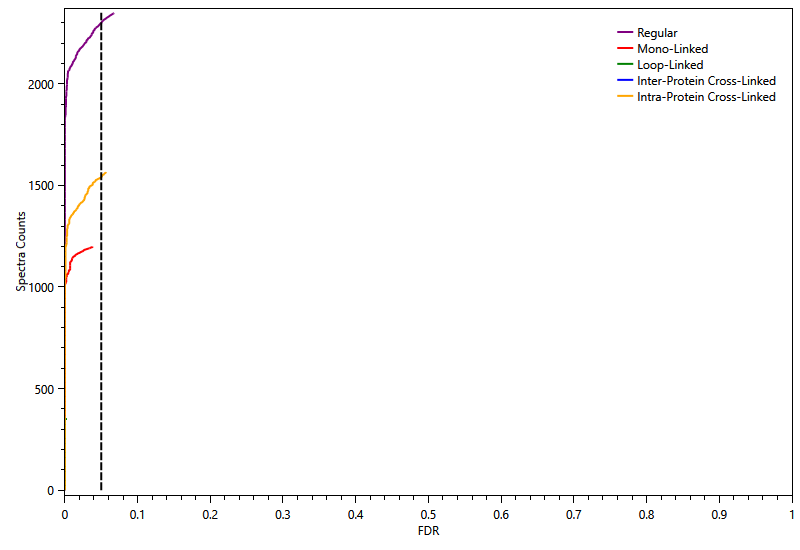 Regular
Mono-Linked
Loop-Linked
Inter-Protein Cross-Linked
Intra-Protein Cross-Linked
2000
1500
1000
500
0
Spectra Counts
0 0.1 0.2 0.3 0.4 0.5 0.6 0.7 0.8 0.9 1
FDR